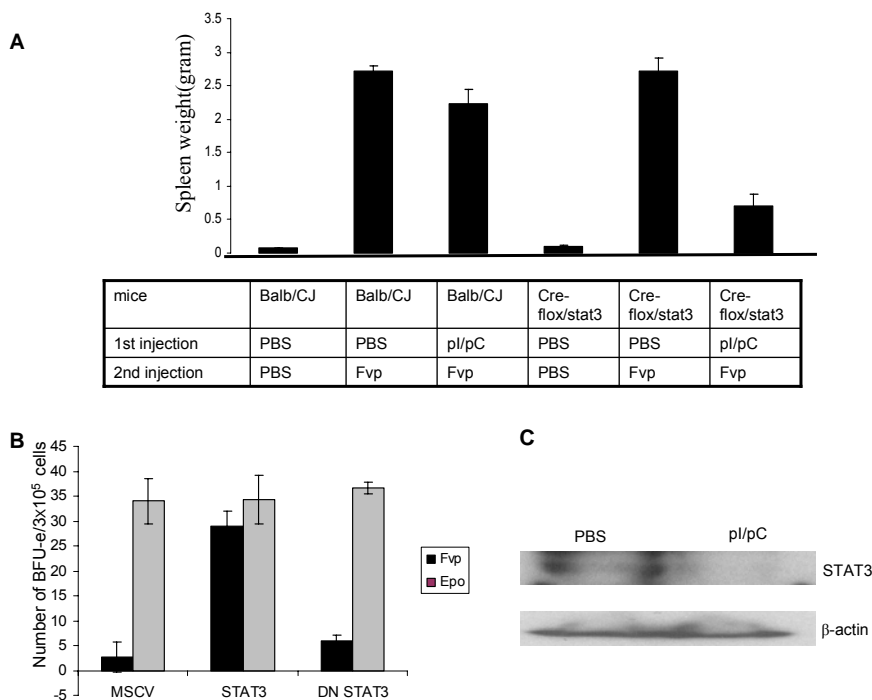 A
Spleen weight(gram)
3.5
3
2.5
2
1.5
1
0.5
0
mice Balb/CJ Balb/CJ Balb/CJ Cre-flox/stat3 Cre-flox/stat3 Cre-flox/stat3
1st injection PBS PBS pI/pC PBS PBS pI/pC
2nd injection PBS Fvp Fvp PBS Fvp Fvp
B
Number of BFU-e/3x10⁵ cells
45
40
35
30
25
20
15
10
5
0
-5
MSCV STAT3 DN STAT3
Fvp
Epo
C
PBS pI/pC
STAT3
β-actin